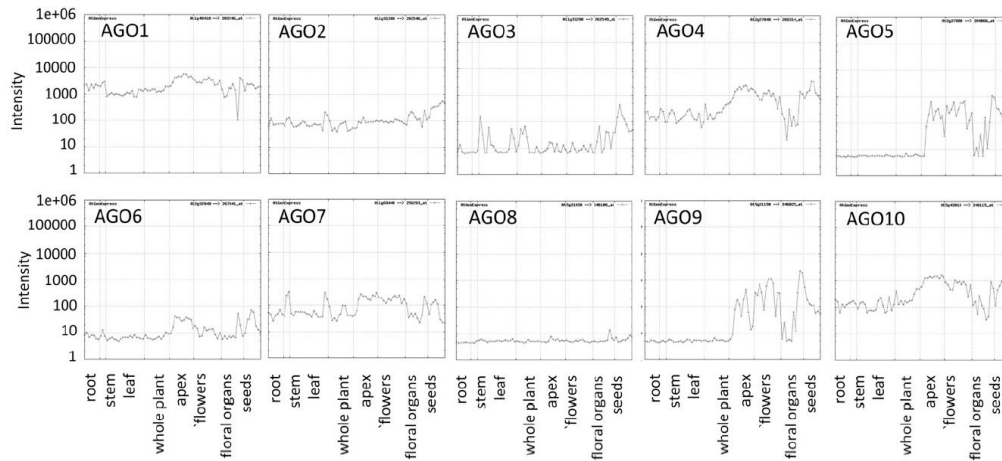 1e+06
100000
10000
1000
100
10
1
Intensity
AGO1
AGO2
AGO3
AGO4
AGO5
1e+06
100000
10000
1000
100
10
1
Intensity
AGO6
AGO7
AGO8
AGO9
AGO10
root
stem
leaf
whole plant
apex
`flowers
floral organs
seeds
root
stem
leaf
whole plant
apex
`flowers
floral organs
seeds
root
stem
leaf
whole plant
apex
`flowers
floral organs
seeds
root
stem
leaf
whole plant
apex
`flowers
floral organs
seeds
root
stem
leaf
whole plant
apex
`flowers
floral organs
seeds